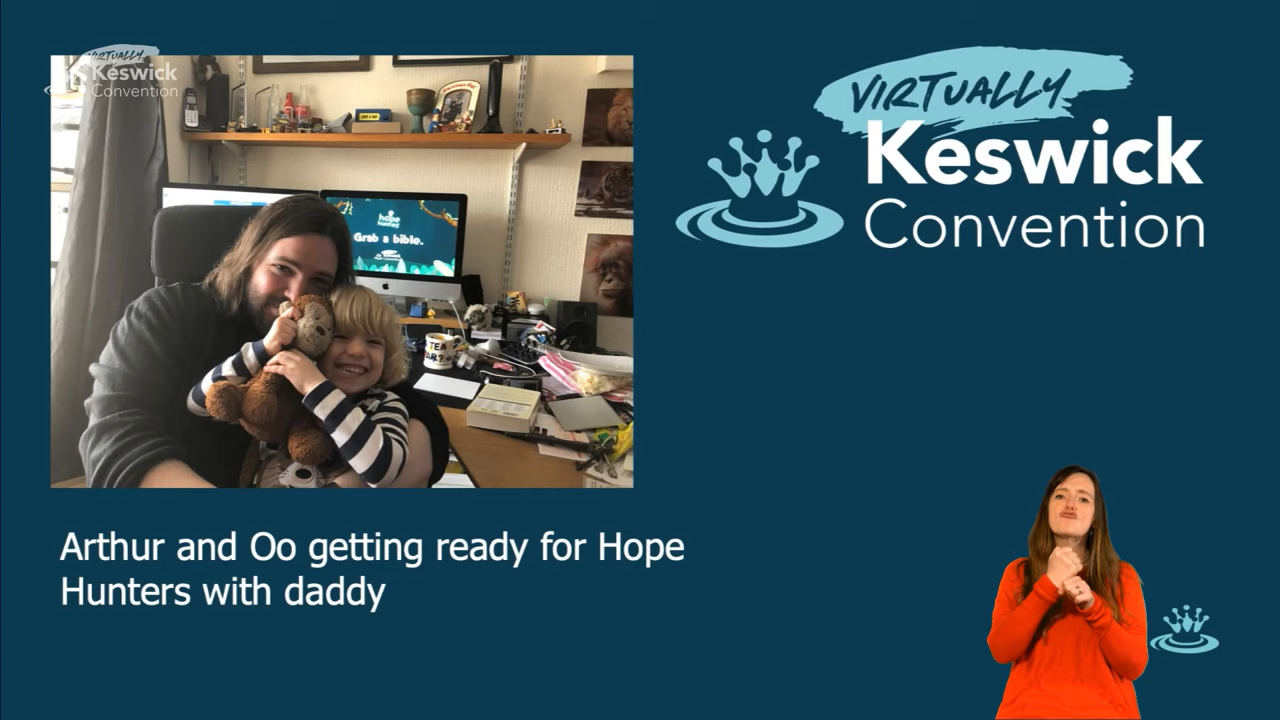 VIRTUALLY
Keswick
Convention
hope
hunters
Grab a bible.
TEA
VIRTUALLY
Keswick
Convention
Arthur and Oo getting ready for Hope
Hunters with daddy